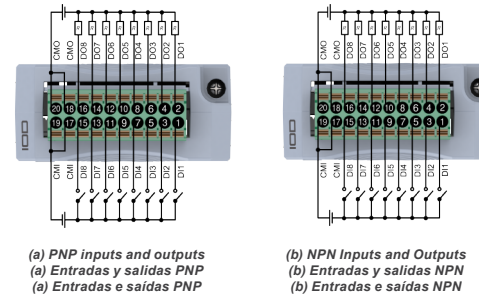 CMO CMO DO8 DO7 DO6 DO5 DO4 DO3 DO2 DO1
20 18 16 14 12 10 8 6 4 2
19 17 15 13 11 9 7 5 3 1
IOD
CMI CMI DI8 DI7 DI6 DI5 DI4 DI3 DI2 DI1
(a) PNP inputs and outputs
(a) Entradas y salidas PNP
(a) Entradas e saídas PNP
CMO CMO DO8 DO7 DO6 DO5 DO4 DO3 DO2 DO1
20 18 16 14 12 10 8 6 4 2
19 17 15 13 11 9 7 5 3 1
IOD
CMI CMI DI8 DI7 DI6 DI5 DI4 DI3 DI2 DI1
(b) NPN Inputs and Outputs
(b) Entradas y salidas NPN
(b) Entradas e saídas NPN